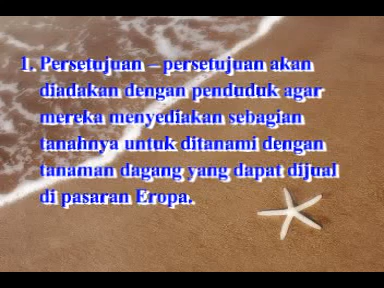 1. Persetujuan – persetujuan akan
diadakan dengan penduduk agar
mereka menyediakan sebagian
tanahnya untuk ditanami dengan
tanaman dagang yang dapat dijual
di pasaran Eropa.